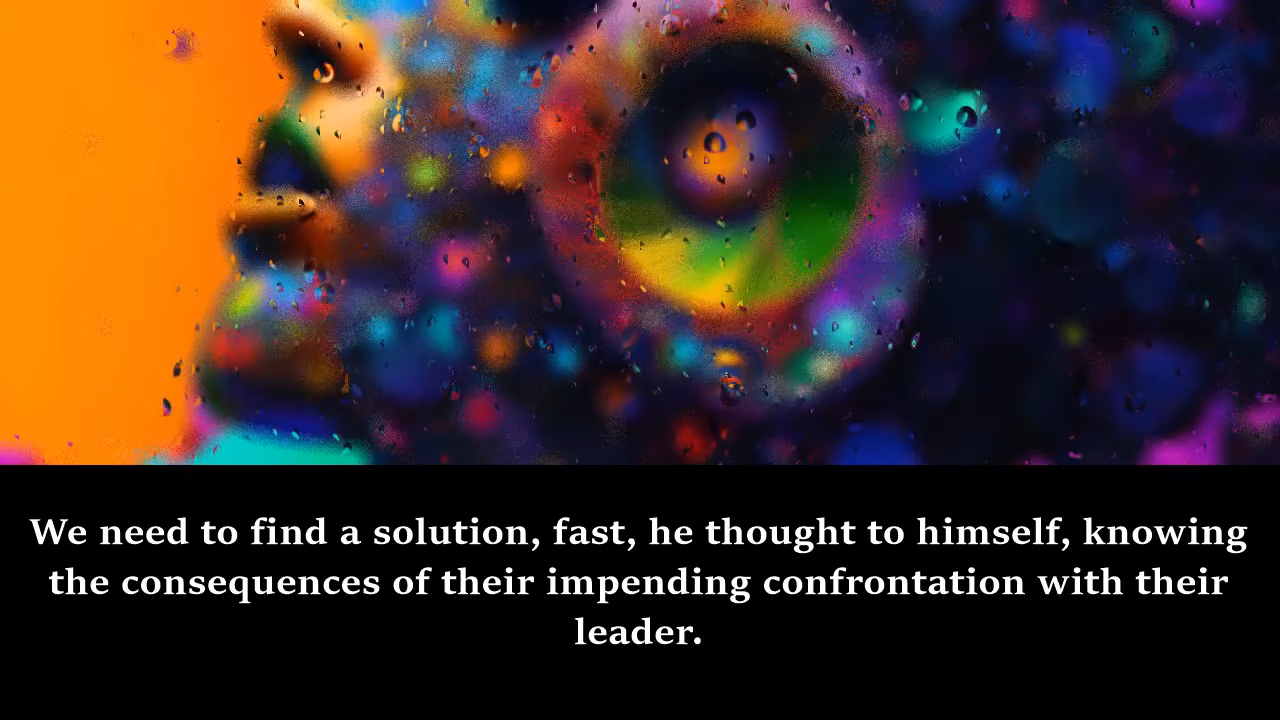 We need to find a solution, fast, he thought to himself, knowing
the consequences of their impending confrontation with their
leader.